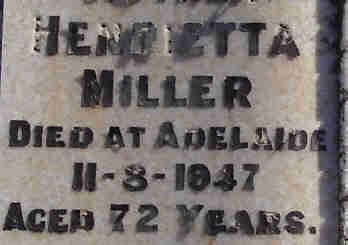 HENRIETTA
MILLER
DIED AT ADELAIDE
11-8-1947
AGED 72 YEARS.